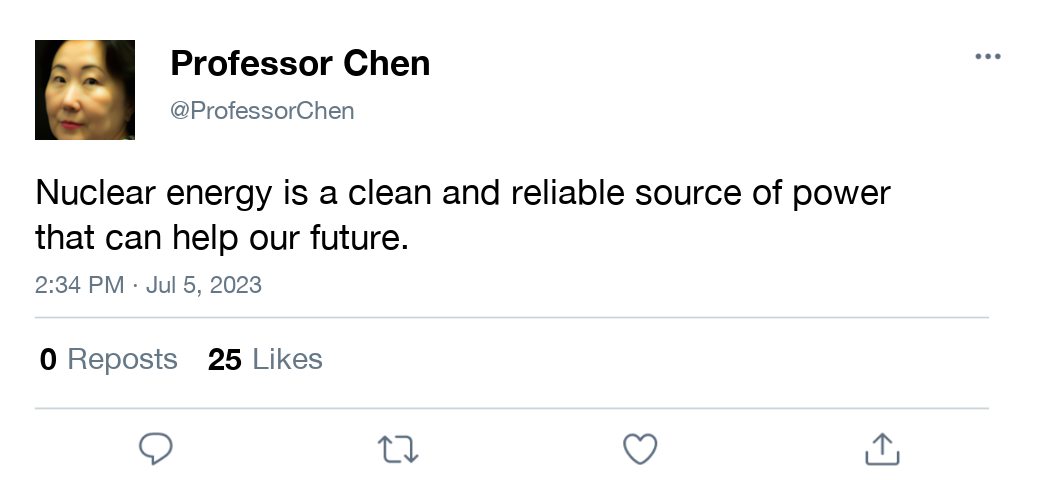 Professor Chen
@ProfessorChen
Nuclear energy is a clean and reliable source of power
that can help our future.
2:34 PM · Jul 5, 2023
0 Reposts 25 Likes